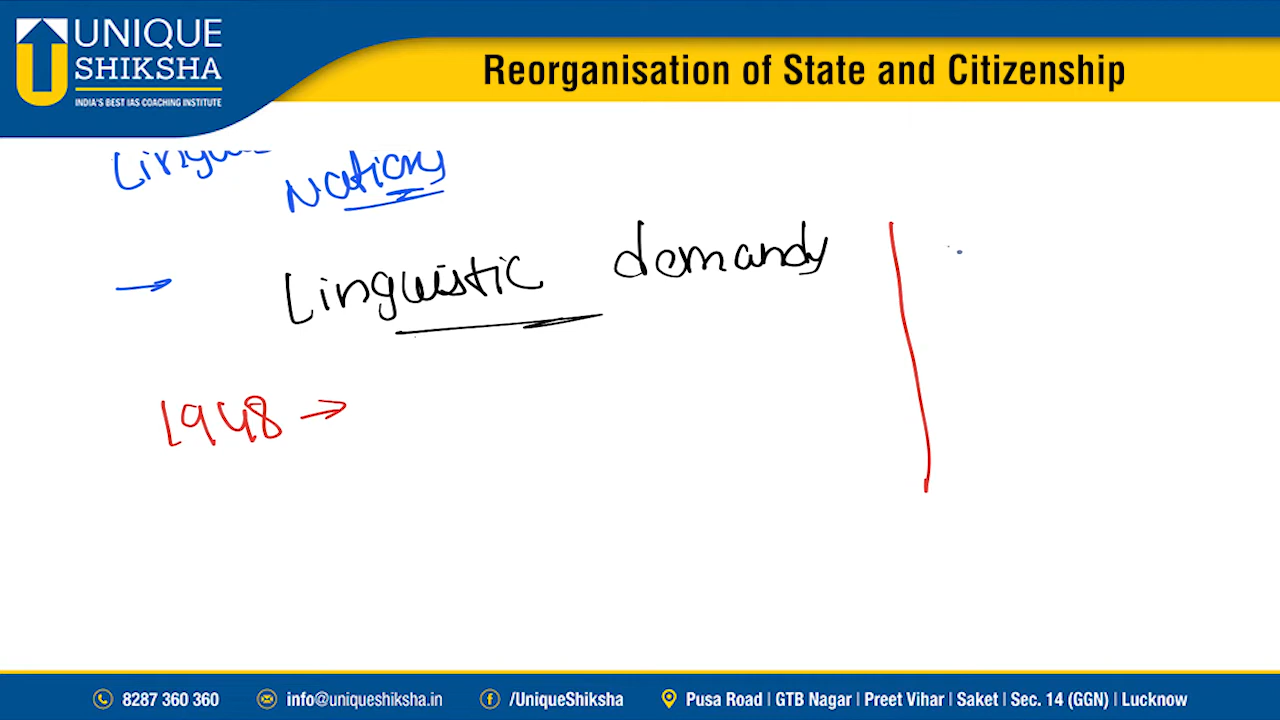 UNIQUE
SHIKSHA
INDIA'S BEST IAS COACHING INSTITUTE
Reorganisation of State and Citizenship
Nations
→ Linguistic demands
1948 →
8287 360 360 info@uniqueshiksha.in /UniqueShiksha Pusa Road | GTB Nagar | Preet Vihar | Saket | Sec. 14 (GGN) | Lucknow